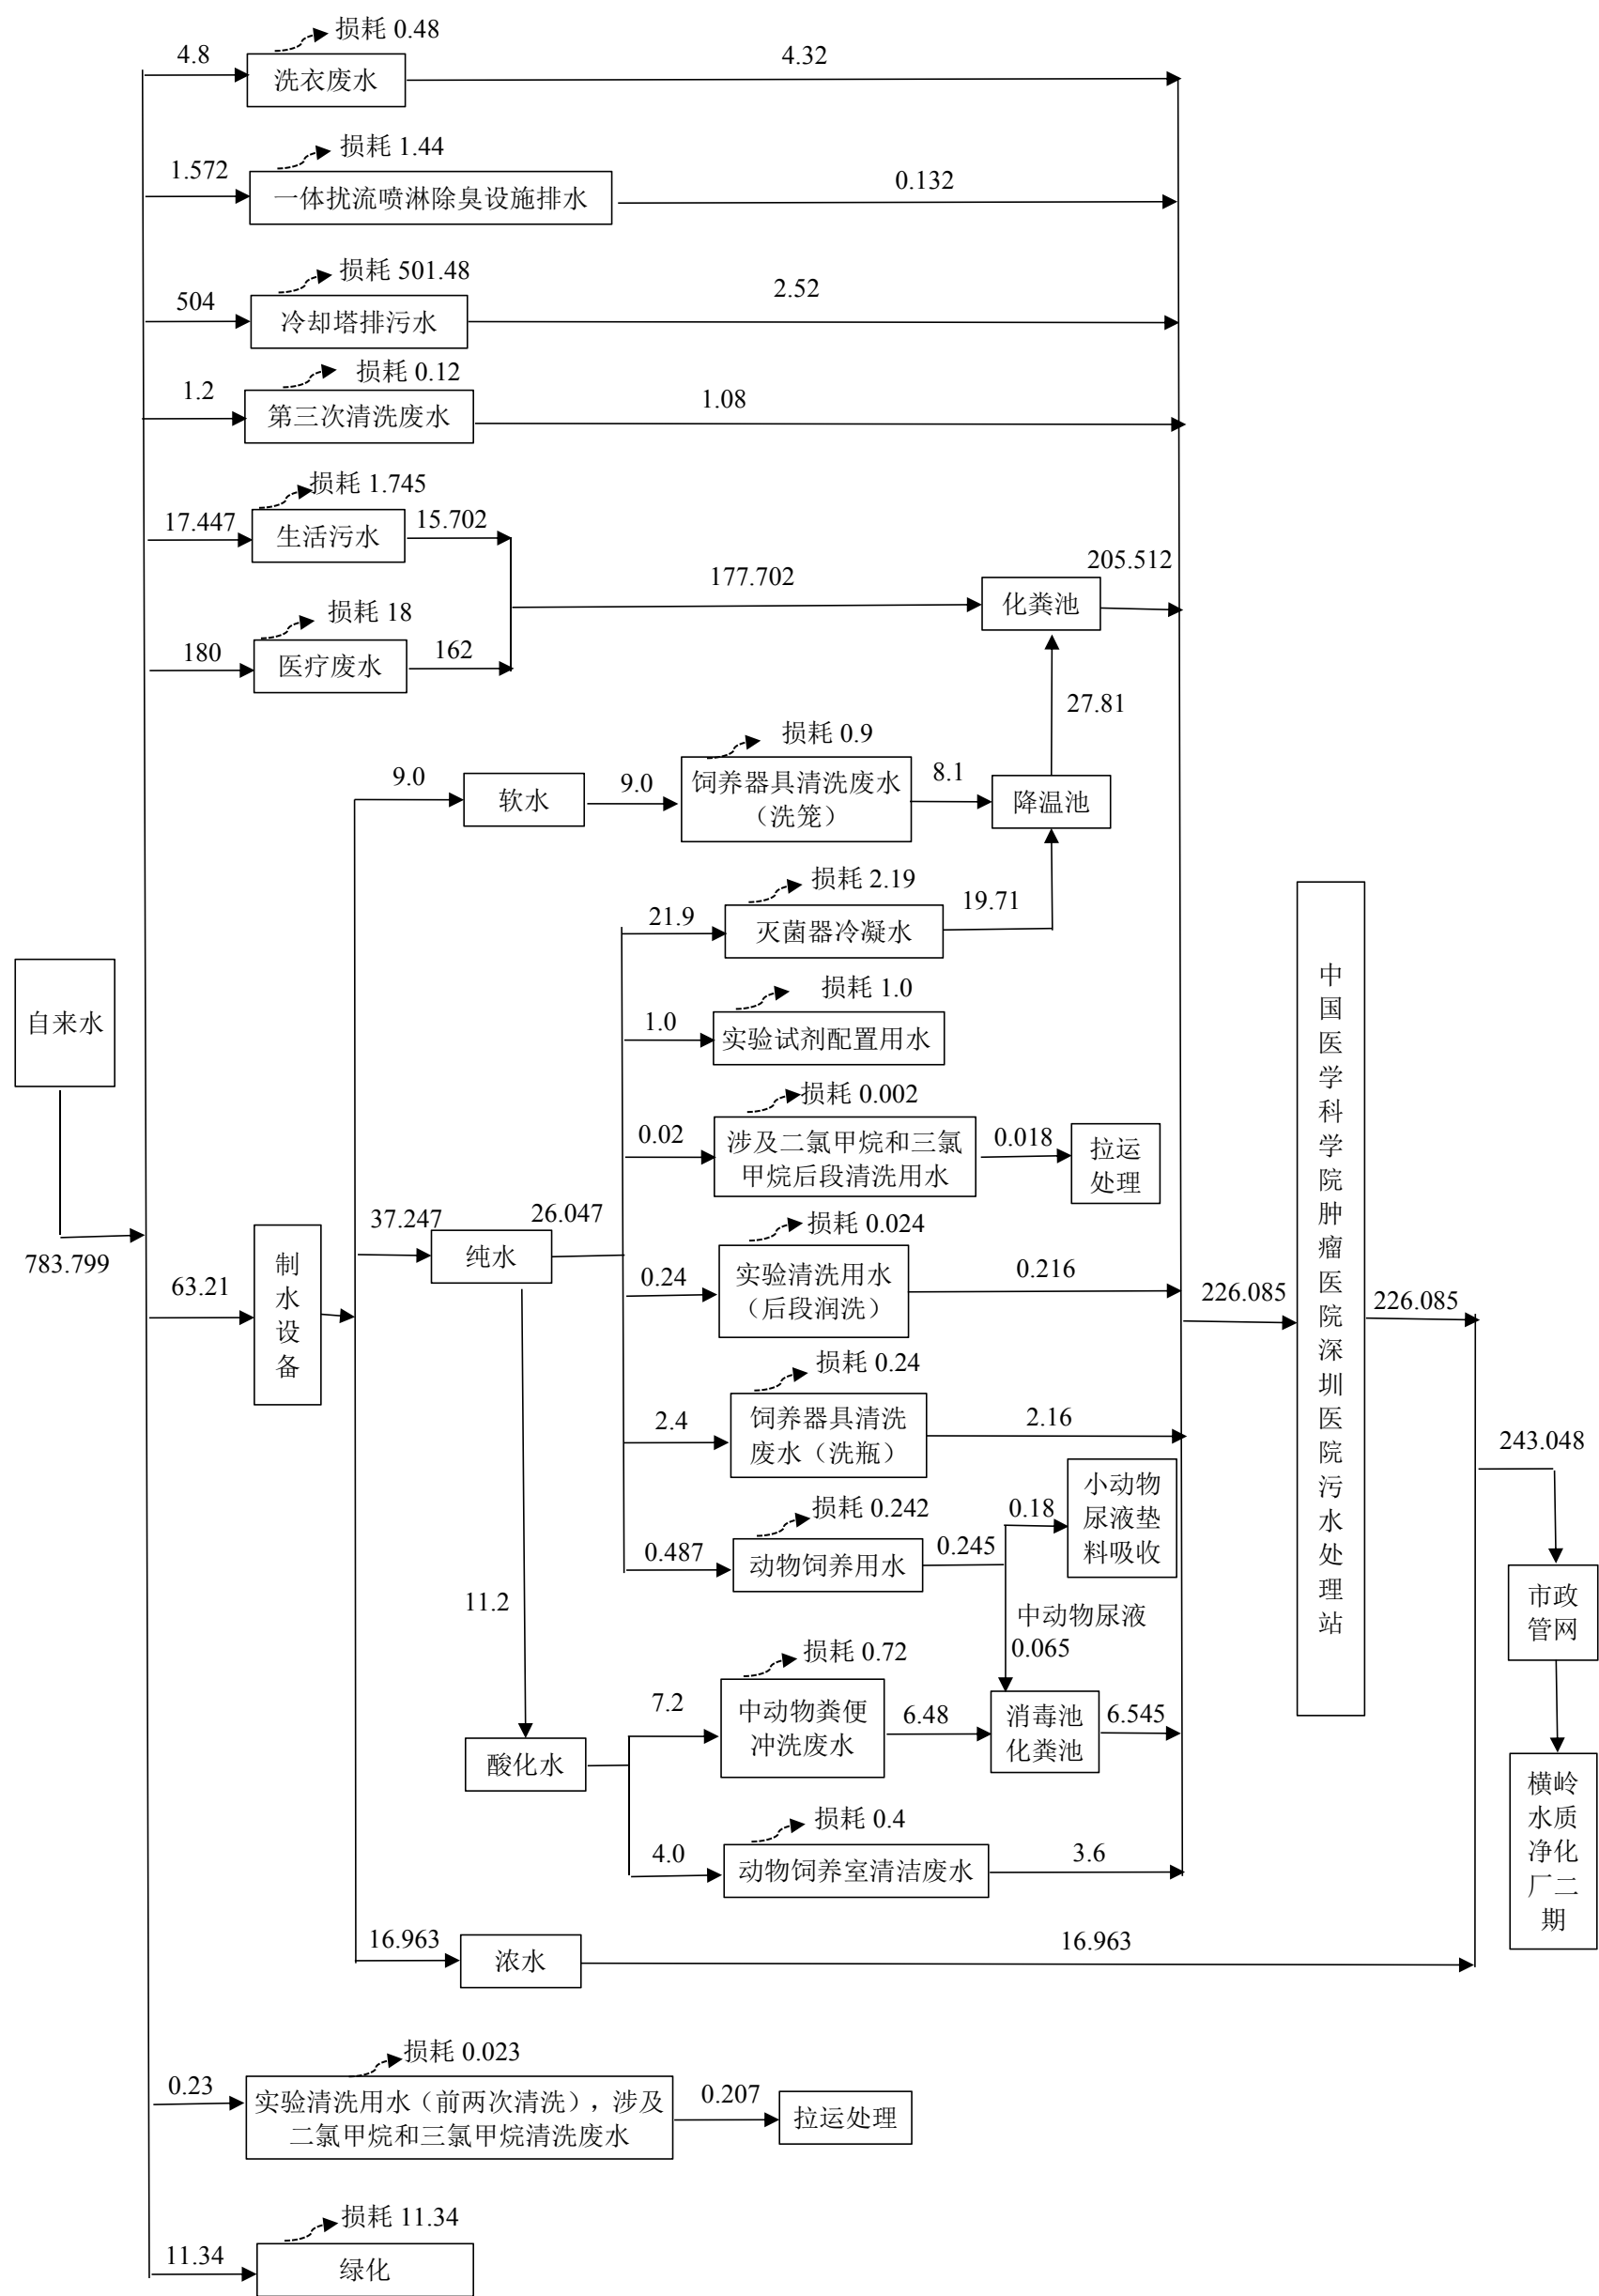 损耗 0.48
4.8
洗衣废水
4.32
损耗 1.44
1.572
一体扰流喷淋除臭设施排水
0.132
损耗 501.48
504
冷却塔排污水
2.52
损耗 0.12
1.2
第三次清洗废水
1.08
损耗 1.745
17.447
生活污水
15.702
177.702
化粪池
205.512
损耗 18
180
医疗废水
162
27.81
损耗 0.9
9.0
软水
9.0
饲养器具清洗废水
（洗笼）
8.1
降温池
损耗 2.19
21.9
灭菌器冷凝水
19.71
自来水
783.799
损耗 1.0
1.0
实验试剂配置用水
损耗 0.002
0.02
涉及二氯甲烷和三氯
甲烷后段清洗用水
0.018
拉运
处理
63.21
制
水
设
备
37.247
纯水
26.047
损耗 0.024
0.24
实验清洗用水
（后段润洗）
0.216
226.085
中
国
医
学
科
学
院
肿
瘤
医
院
深
圳
医
院
污
水
处
理
站
226.085
243.048
市政
管网
横岭
水质
净化
厂二
期
损耗 0.24
2.4
饲养器具清洗
废水（洗瓶）
2.16
损耗 0.242
0.487
动物饲养用水
0.245
0.18
小动物
尿液垫
料吸收
中动物尿液
0.065
11.2
酸化水
损耗 0.72
7.2
中动物粪便
冲洗废水
6.48
消毒池
化粪池
6.545
损耗 0.4
4.0
动物饲养室清洁废水
3.6
16.963
浓水
16.963
损耗 0.023
0.23
实验清洗用水（前两次清洗），涉及
二氯甲烷和三氯甲烷清洗废水
0.207
拉运处理
损耗 11.34
11.34
绿化